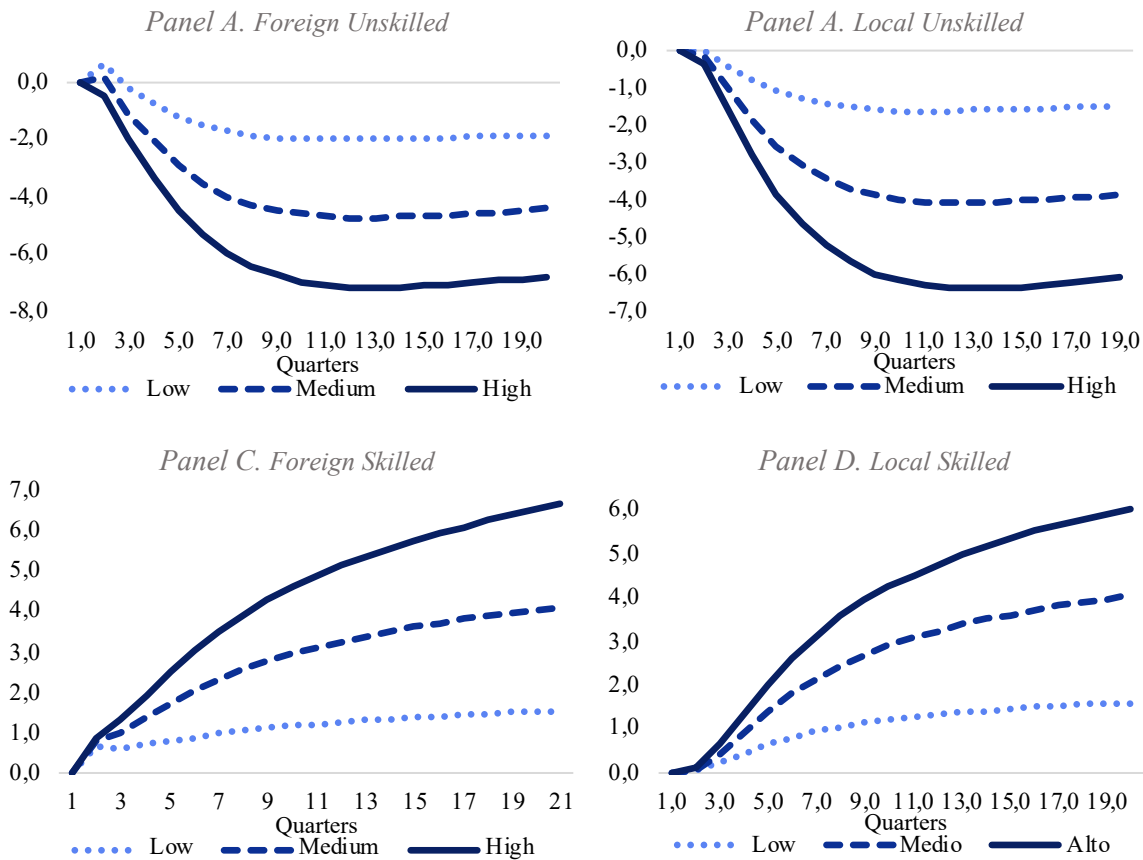 Panel A. Foreign Unskilled
0,0
-2,0
-4,0
-6,0
-8,0
1,0 3,0 5,0 7,0 9,0 11,0 13,0 15,0 17,0 19,0
Quarters
Low Medium High
Panel A. Local Unskilled
0,0
-1,0
-2,0
-3,0
-4,0
-5,0
-6,0
-7,0
1,0 3,0 5,0 7,0 9,0 11,0 13,0 15,0 17,0 19,0
Quarters
Low Medium High
Panel C. Foreign Skilled
7,0
6,0
5,0
4,0
3,0
2,0
1,0
0,0
1 3 5 7 9 11 13 15 17 19 21
Quarters
Low Medium High
Panel D. Local Skilled
6,0
5,0
4,0
3,0
2,0
1,0
0,0
1,0 3,0 5,0 7,0 9,0 11,0 13,0 15,0 17,0 19,0
Quarters
Low Medio Alto